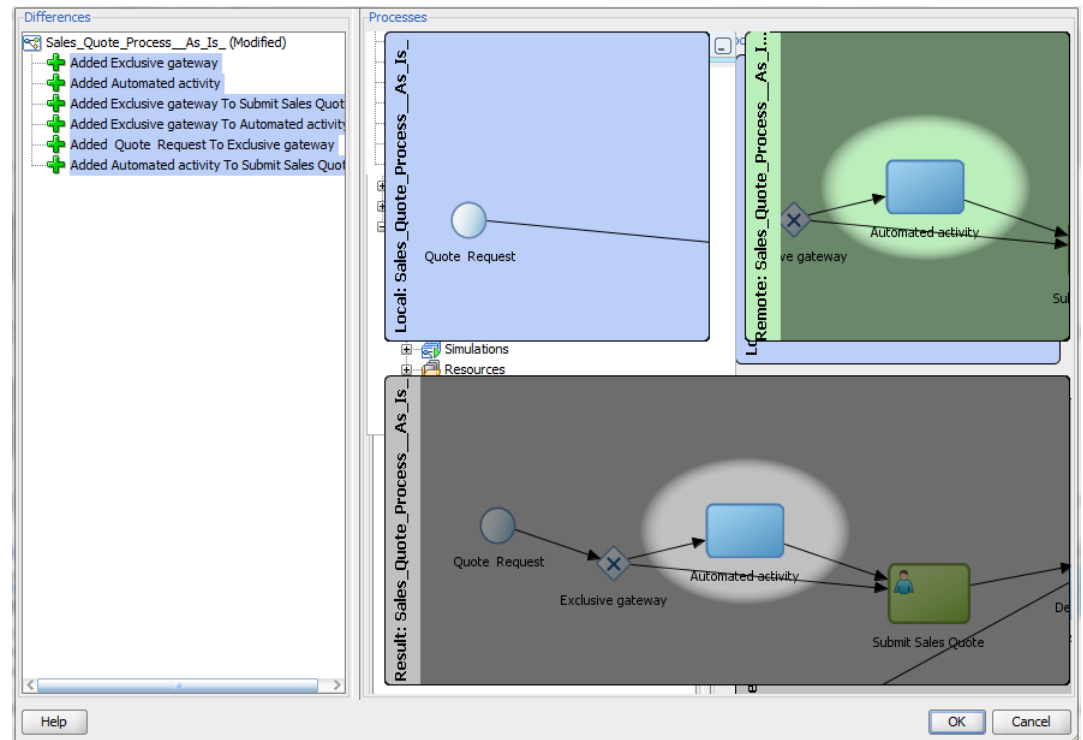 Differences
Sales_Quote_Process__As_Is_ (Modified)
Added Exclusive gateway
Added Automated activity
Added Exclusive gateway To Submit Sales Quot
Added Exclusive gateway To Automated activity
Added  Quote  Request To Exclusive gateway
Added Automated activity To Submit Sales Quot
Processes
Local: Sales_Quote_Process__As_Is_
Quote  Request
Remote: Sales_Quote_Process__As_I...
Automated activity
ve gateway
Su
Simulations
Resources
Result: Sales_Quote_Process__As_Is_
Quote  Request
Exclusive gateway
Automated activity
Submit Sales Quote
De
Help
OK
Cancel